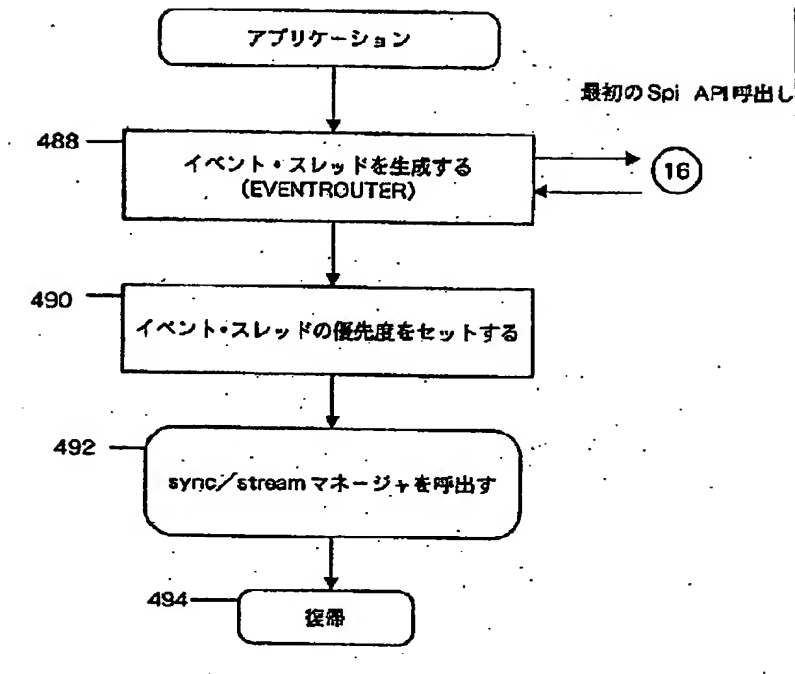 アプリケーション
最初のSpi API呼出し
488
イベント・スレッドを生成する
(EVENTROUTER)
16
490
イベント・スレッドの優先度をセットする
492
sync/streamマネージャを呼出す
494
復帰